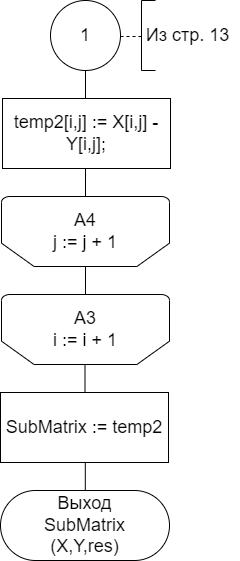 1
Из стр. 13
temp2[i,j] := X[i,j] -
Y[i,j];
A4
j := j + 1
A3
i := i + 1
SubMatrix := temp2
Выход
SubMatrix
(X,Y,res)